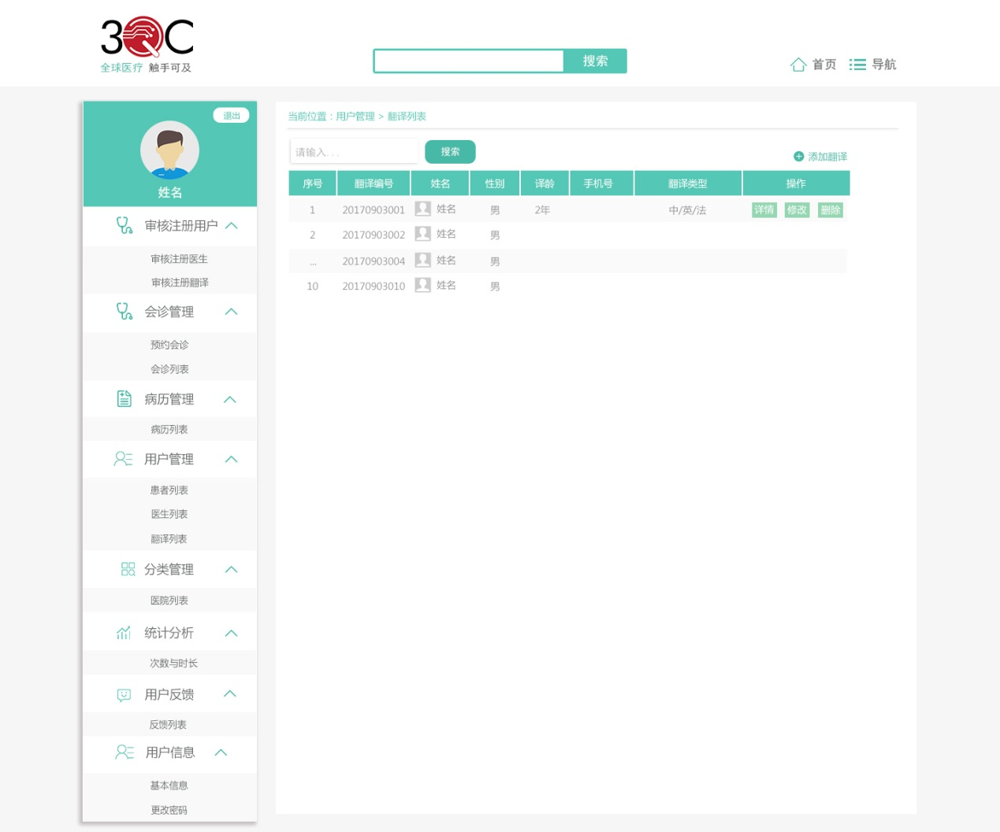 3QC
全球医疗 触手可及
搜索
首页
导航
退出
姓名
审核注册用户
审核注册医生
审核注册翻译
会诊管理
预约会诊
会诊列表
病历管理
病历列表
用户管理
患者列表
医生列表
翻译列表
分类管理
医院列表
统计分析
次数与时长
用户反馈
反馈列表
用户信息
基本信息
更改密码
当前位置：用户管理 > 翻译列表
请输入...
搜索
添加翻译
序号 翻译编号 姓名 性别 译龄 手机号 翻译类型 操作
1 20170903001 姓名 男 2年 中/英/法 详情 修改 删除
2 20170903002 姓名 男
... 20170903004 姓名 男
10 20170903010 姓名 男